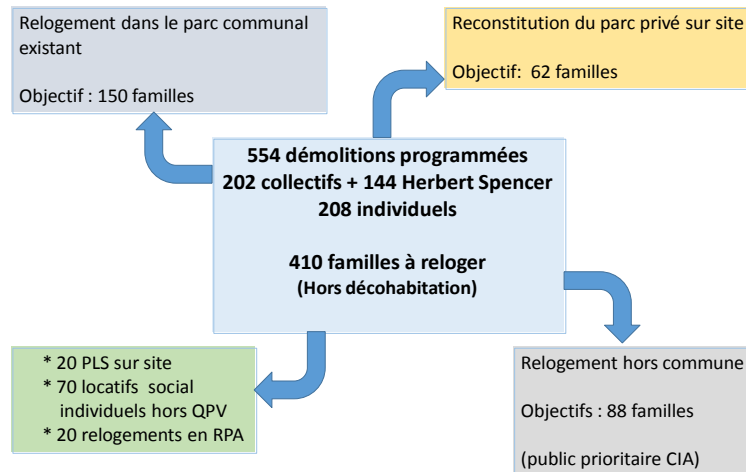 Relogement dans le parc communal
existant
Objectif : 150 familles
Reconstitution du parc privé sur site
Objectif:  62 familles
554 démolitions programmées
202 collectifs + 144 Herbert Spencer
208 individuels
410 familles à reloger
(Hors décohabitation)
* 20 PLS sur site
* 70 locatifs  social
individuels hors QPV
* 20 relogements en RPA
Relogement hors commune
Objectifs : 88 familles
(public prioritaire CIA)